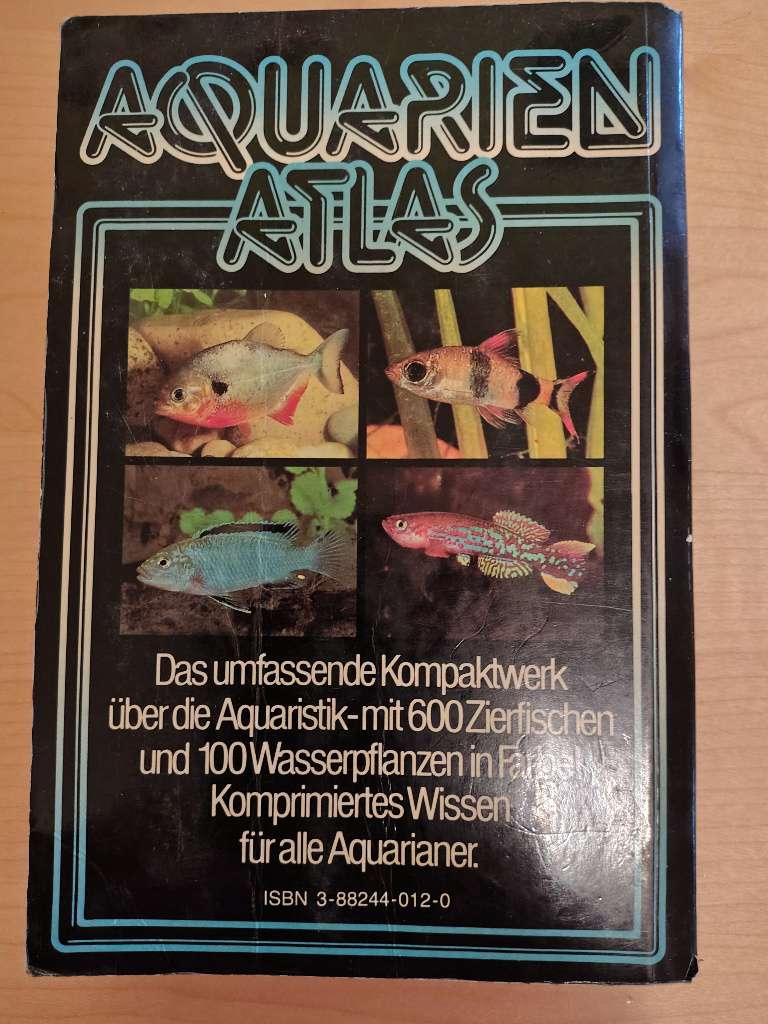 AQUARIEN
ATLAS
Das umfassende Kompaktwerk
über die Aquaristik-mit 600 Zierfischen
und 100 Wasserpflanzen in Farbe!
Komprimiertes Wissen
für alle Aquarianer.
ISBN 3-88244-012-0